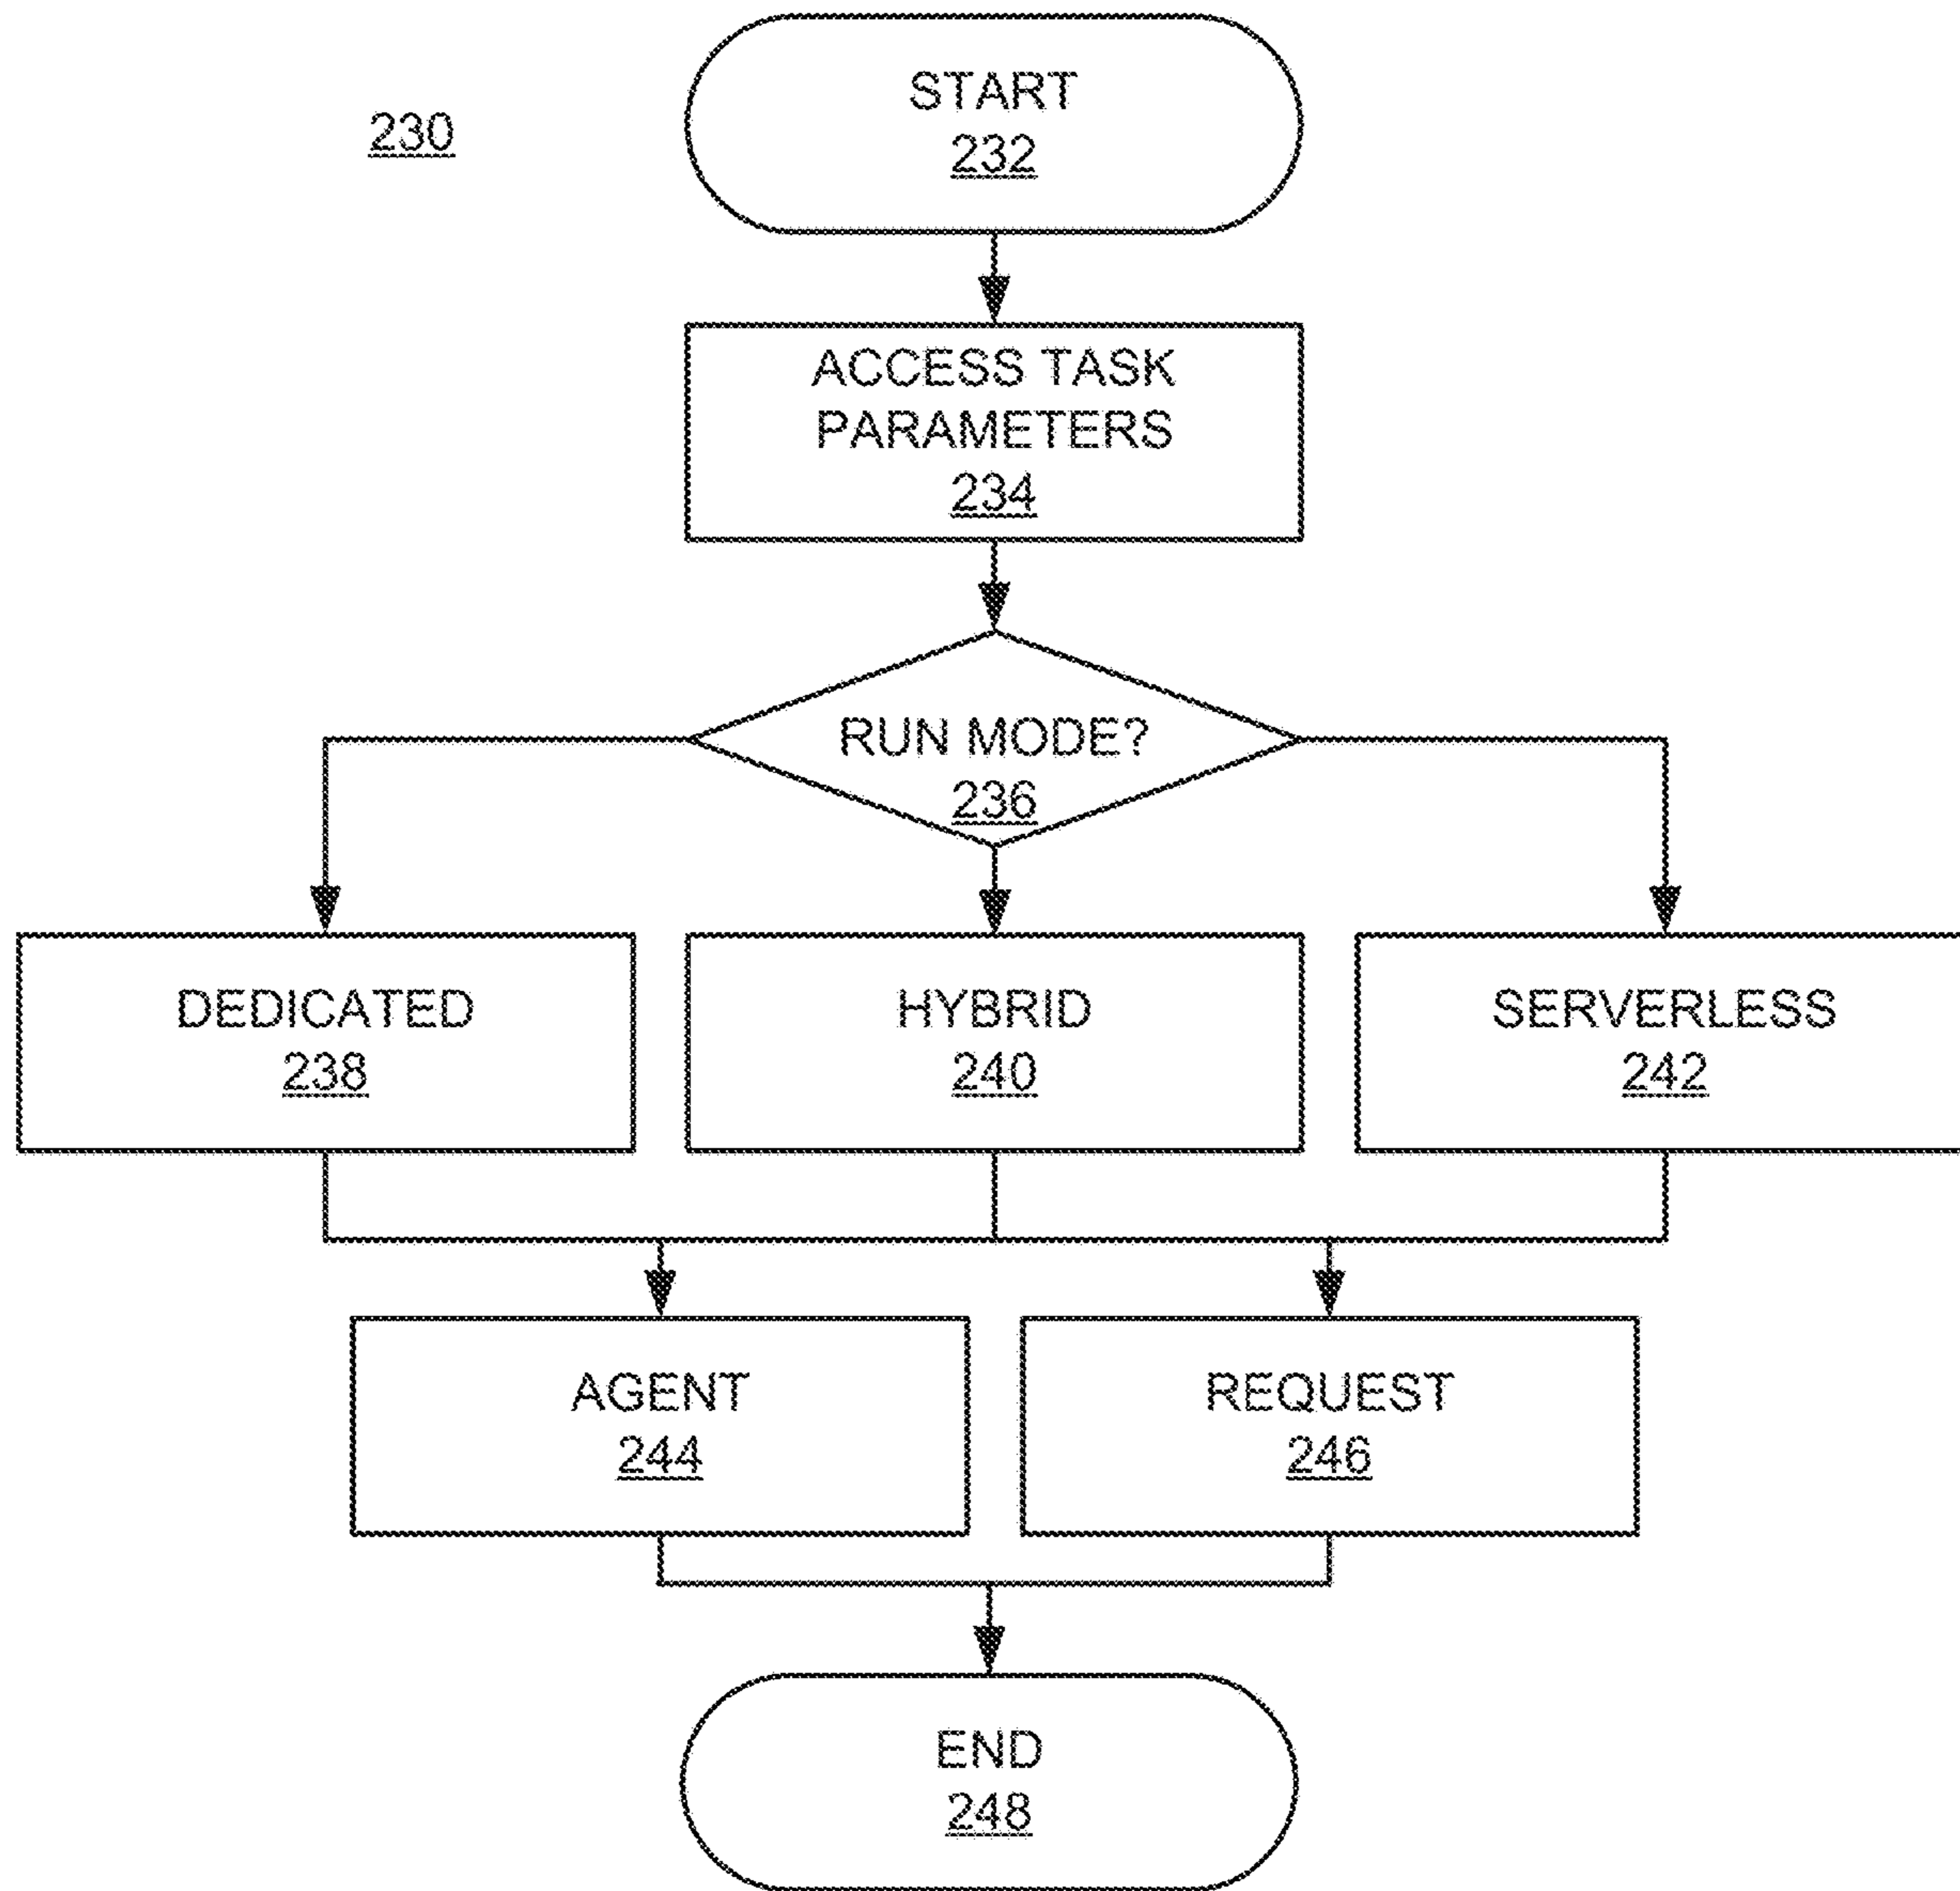 230
START
232
ACCESS TASK
PARAMETERS
234
RUN MODE?
236
DEDICATED
238
HYBRID
240
SERVERLESS
242
AGENT
244
REQUEST
246
END
248